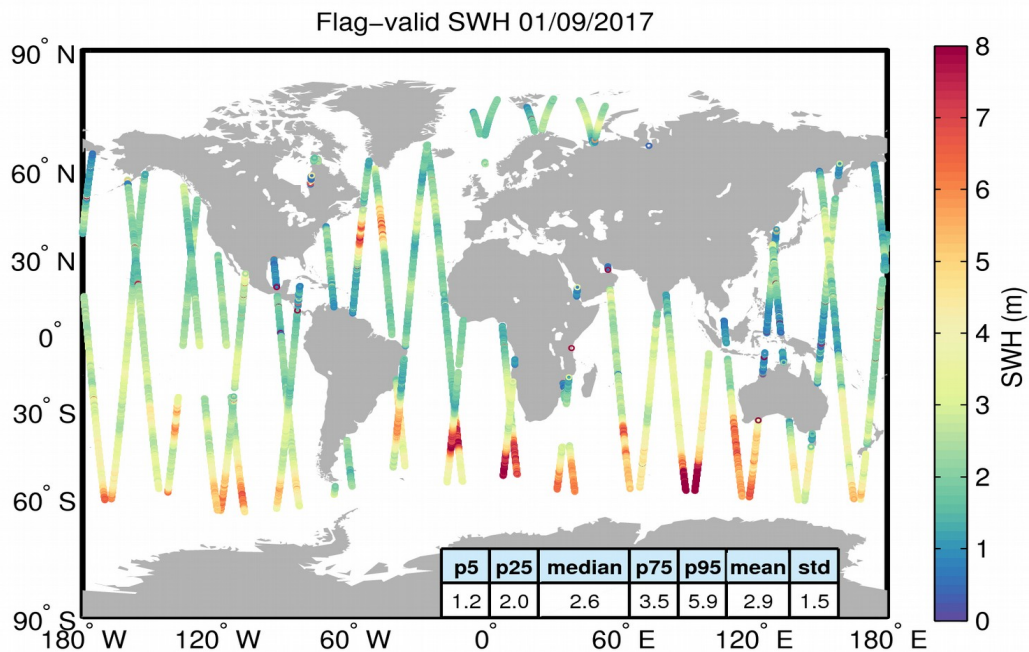 Flag−valid SWH 01/09/2017
90° N
60° N
30° N
0°
30° S
60° S
90° S
180° W
120° W
60° W
0°
60° E
120° E
180° E
p5 p25 median p75 p95 mean std
1.2 2.0 2.6 3.5 5.9 2.9 1.5
8
7
6
5
4
3
2
1
0
SWH (m)